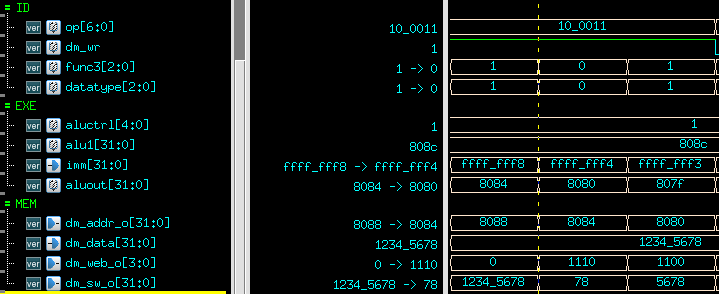 ID
ver op[6:0] 10_0011 10_0011
ver dm_wr 1
ver func3[2:0] 1 -> 0 1 0 1
ver datatype[2:0] 1 -> 0 1 0 1
EXE
ver aluctrl[4:0] 1 1
ver alu1[31:0] 808c 808c
ver imm[31:0] ffff_fff8 -> ffff_fff4 ffff_fff8 ffff_fff4 ffff_fff3
ver aluout[31:0] 8084 -> 8080 8084 8080 807f
MEM
ver dm_addr_o[31:0] 8088 -> 8084 8088 8084 8080
ver dm_data[31:0] 1234_5678 1234_5678
ver dm_web_o[3:0] 0 -> 1110 0 1110 1100
ver dm_sw_o[31:0] 1234_5678 -> 78 1234_5678 78 5678